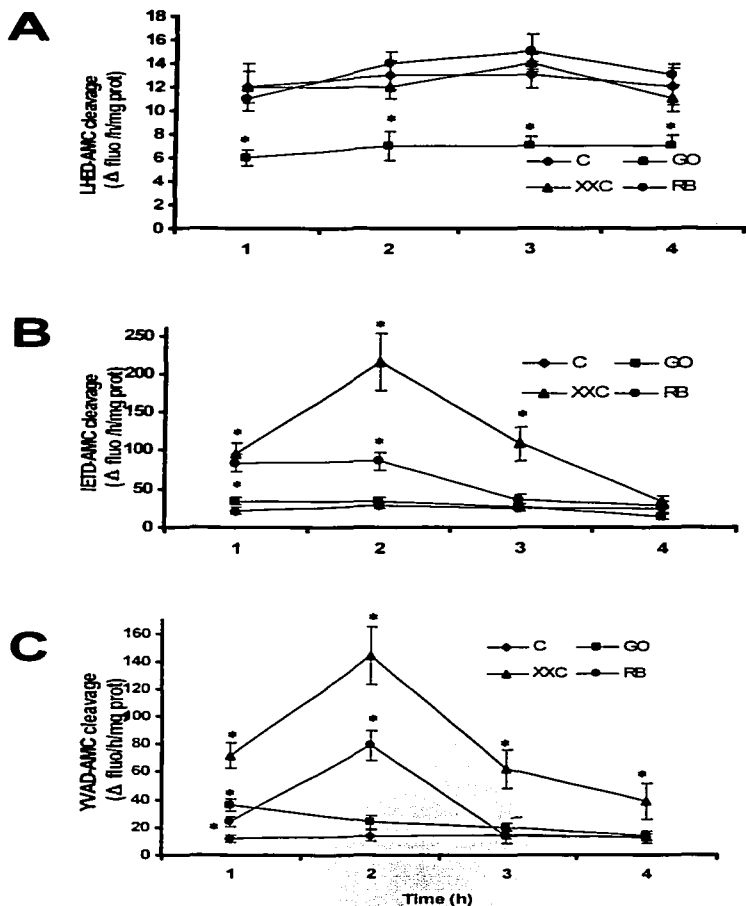 A
LHED-AMC cleavage
(Δ fluo /h/mg prot)
18
16
14
12
10
8
6
4
2
0
* * * *
C GO
XXC RB
1 2 3 4
B
IETD-AMC cleavage
(Δ fluo /h/mg prot)
250
200
150
100
50
0
* * * * *
C GO
XXC RB
1 2 3 4
C
YVAD-AMC cleavage
(Δ fluo/h/mg prot)
160
140
120
100
80
60
40
20
0
* * * * * * *
C GO
XXC RB
1 2 3 4
Time (h)